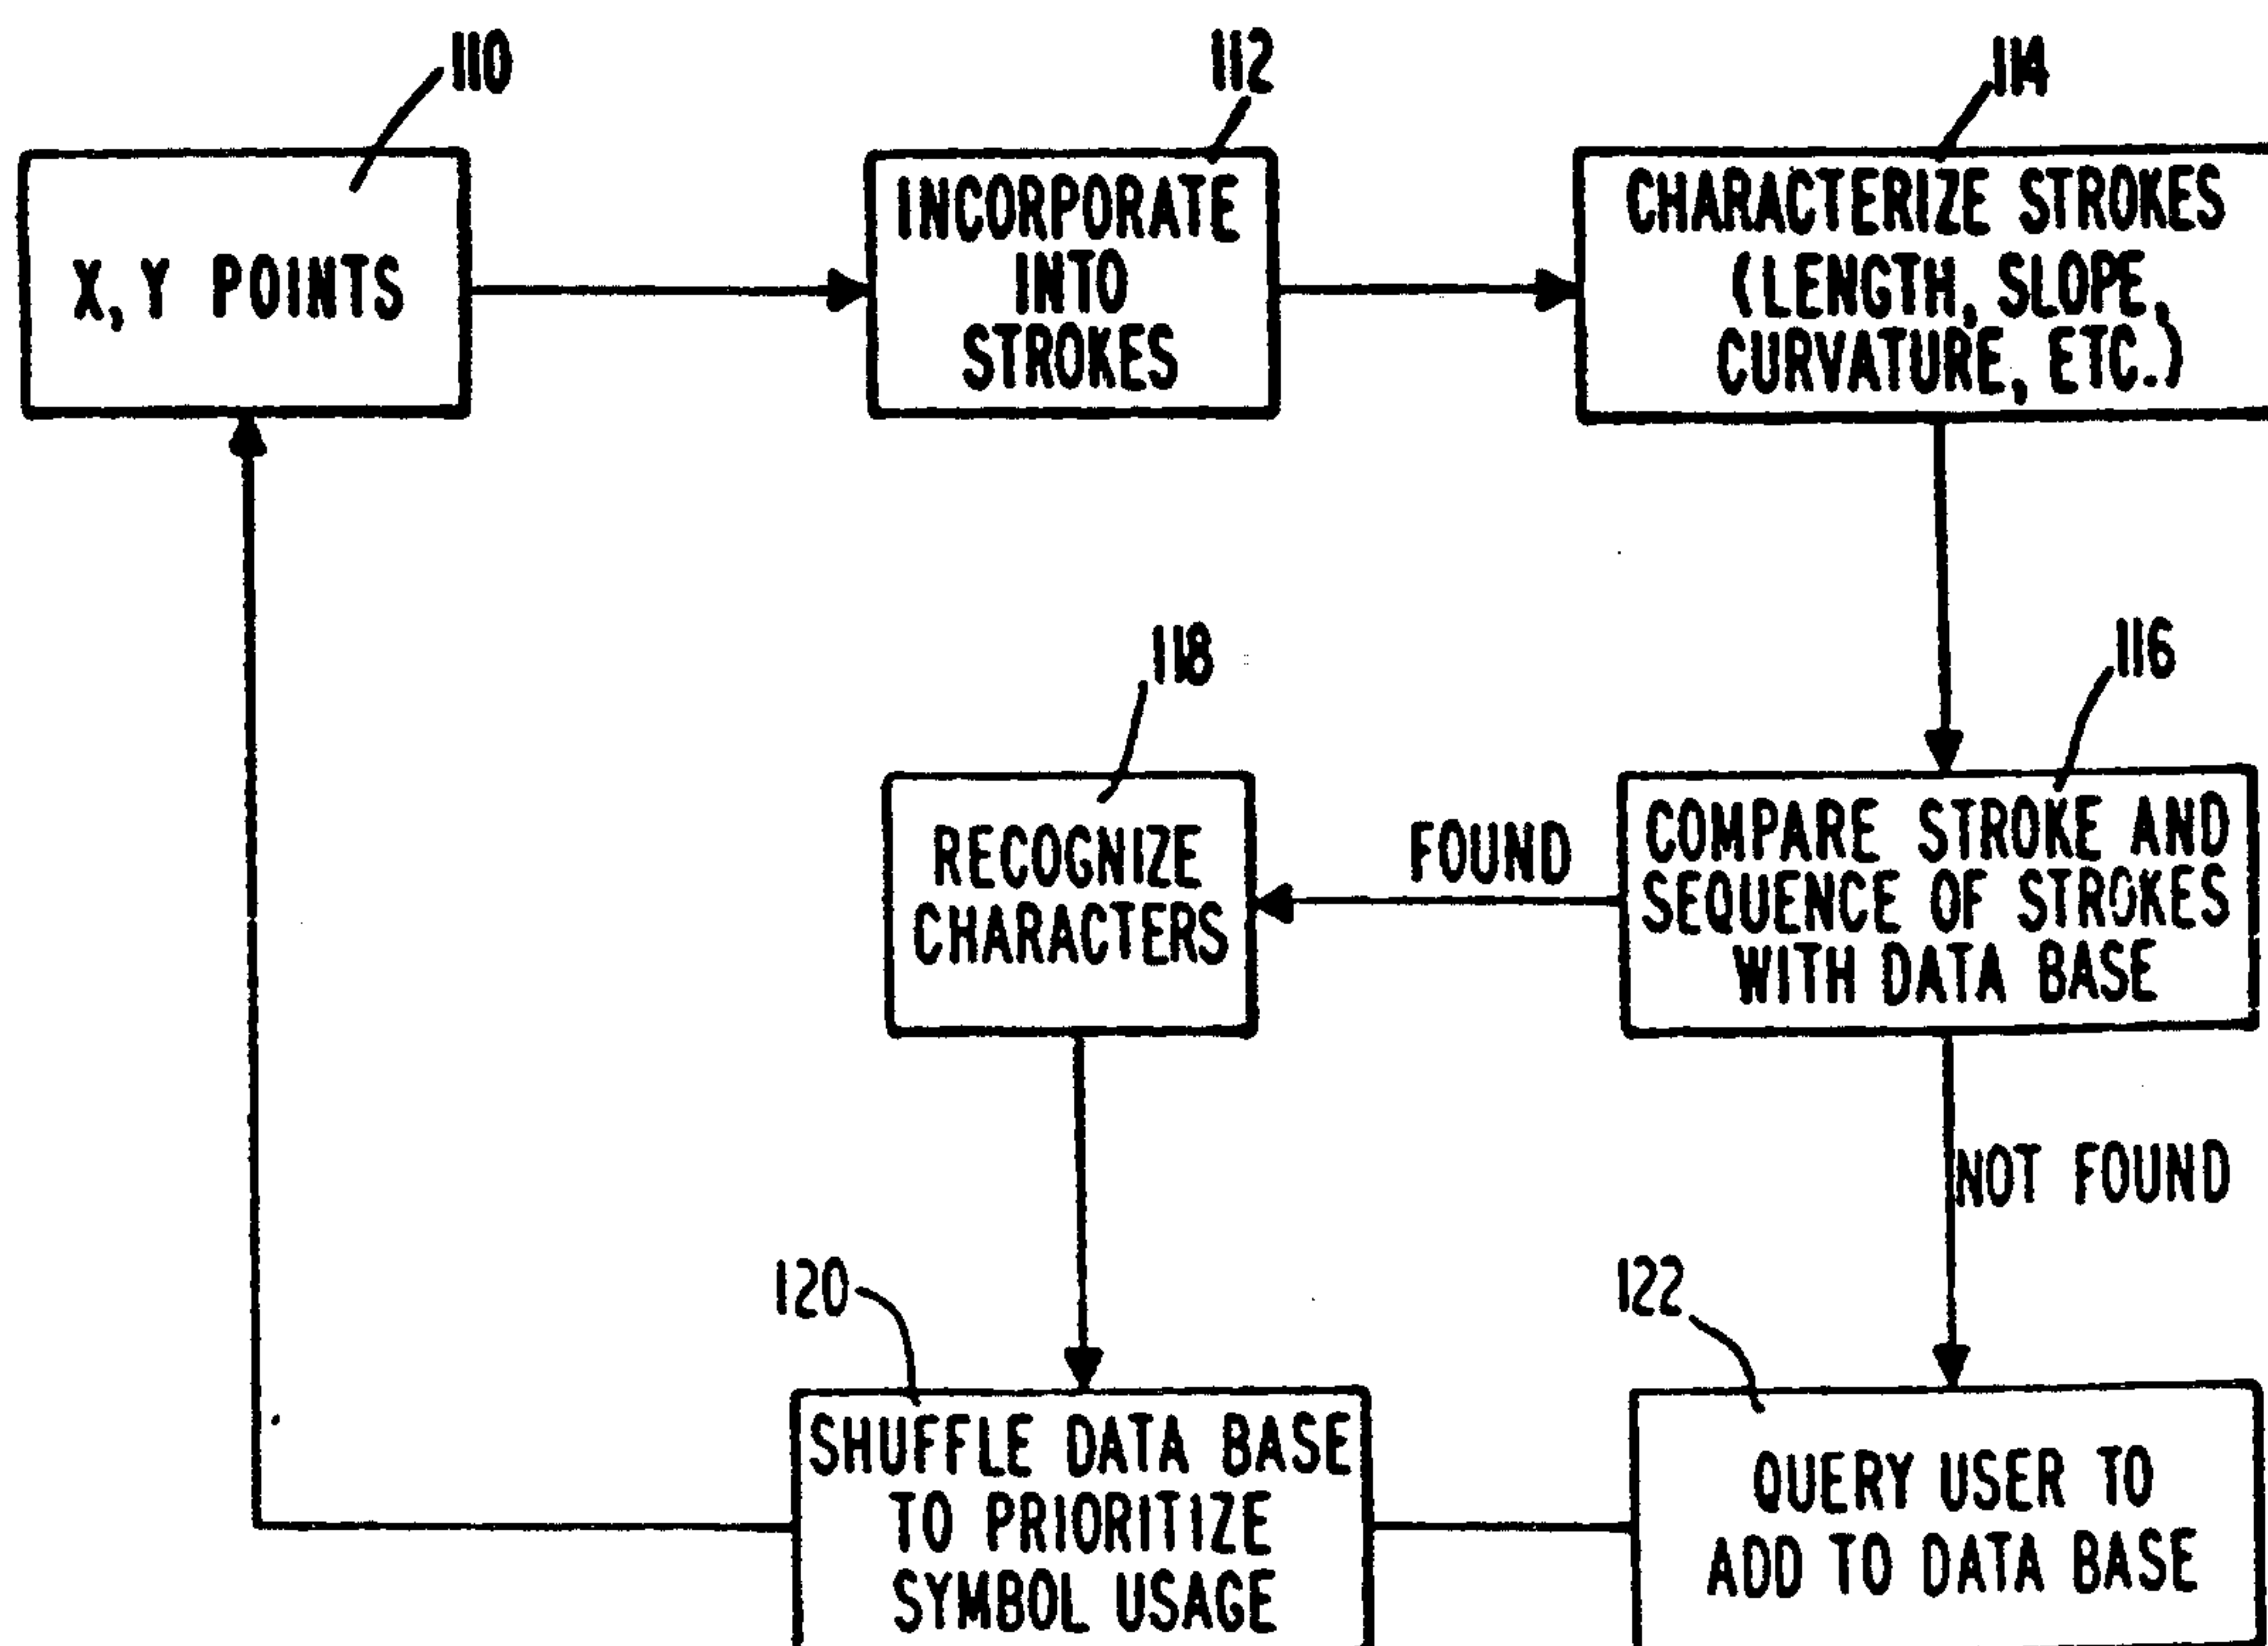 110
112
114
X, Y POINTS
INCORPORATE
INTO
STROKES
CHARACTERIZE STROKES
(LENGTH, SLOPE,
CURVATURE, ETC.)
118
116
RECOGNIZE
CHARACTERS
FOUND
COMPARE STROKE AND
SEQUENCE OF STROKES
WITH DATA BASE
NOT FOUND
120
122
SHUFFLE DATA BASE
TO PRIORITIZE
SYMBOL USAGE
QUERY USER TO
ADD TO DATA BASE